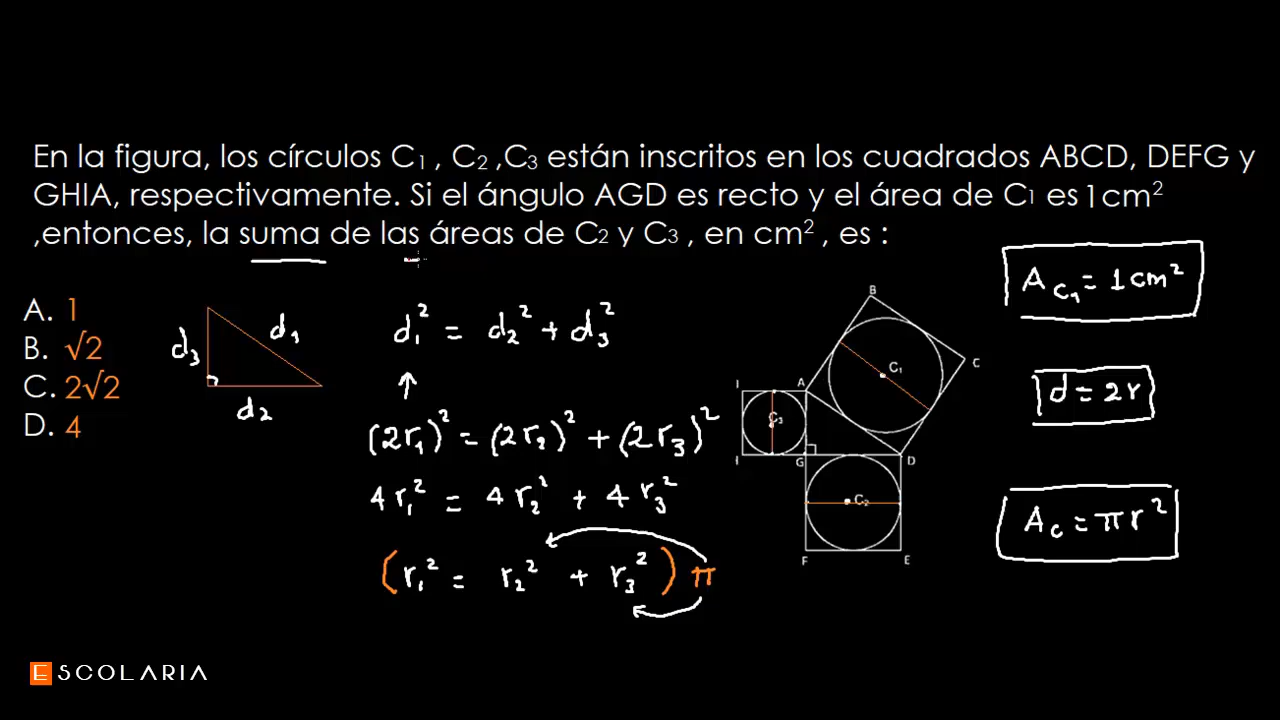 En la figura, los círculos C1 , C2 ,C3 están inscritos en los cuadrados ABCD, DEFG y
GHIA, respectivamente. Si el ángulo AGD es recto y el área de C1 es 1cm²
,entonces, la suma de las áreas de C2 y C3 , en cm² , es :
A. 1
B. √2
C. 2√2
D. 4
d3
d1
d2
d1² = d2² + d3²
(2r1)² = (2r2)² + (2r3)²
4r1² = 4r2² + 4r3²
(r1² = r2² + r3²) π
B
C
C1
A
I
C3
I
G
D
C2
F
E
A C1 = 1cm²
d = 2r
Ac = πr²
ESCOLARIA